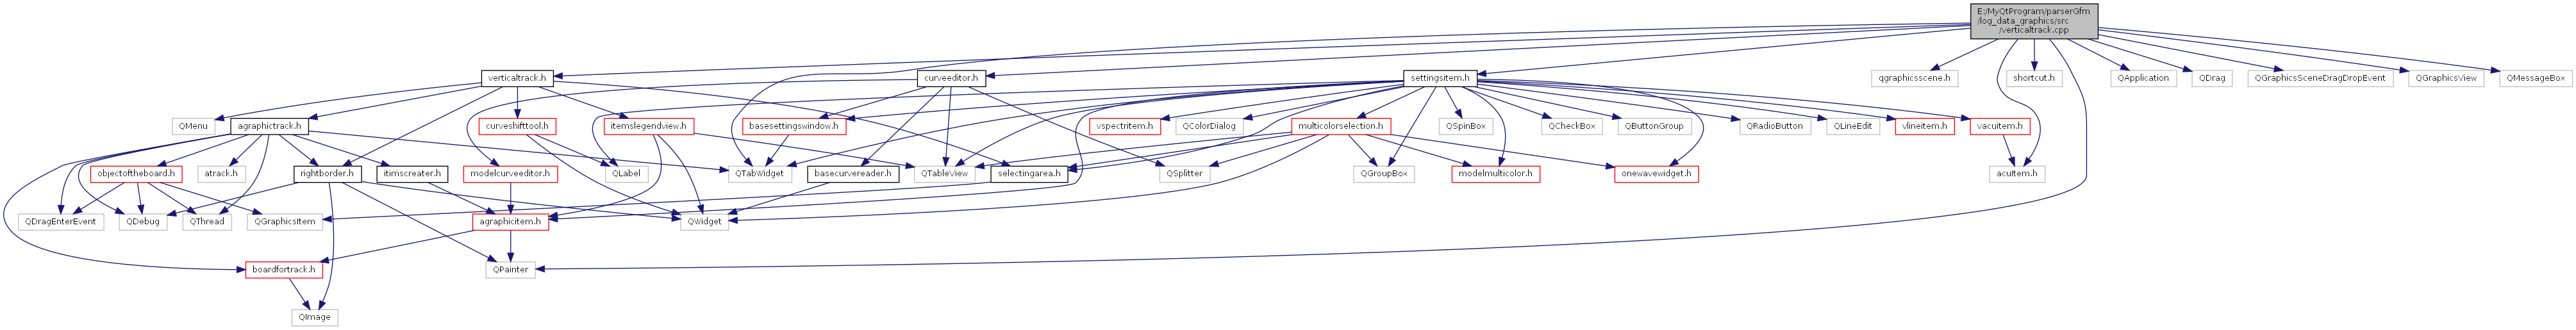 E:/MyQtProgram/parserGfm
/log_data_graphics/src
/verticaltrack.cpp
verticaltrack.h
curveeditor.h
settingsitem.h
qgraphicsscene.h
shortcut.h
QApplication
QDrag
QGraphicsSceneDragDropEvent
QGraphicsView
QMessageBox
QMenu
agraphictrack.h
curveshifttool.h
itemslegendview.h
basesettingswindow.h
vspectritem.h
QColorDialog
multicolorselection.h
QSpinBox
QCheckBox
QButtonGroup
QRadioButton
QLineEdit
vlineitem.h
vacuitem.h
objectoftheboard.h
atrack.h
rightborder.h
itimscreater.h
modelcurveeditor.h
QLabel
QTabWidget
basecurvereader.h
QTableView
selectingarea.h
QSplitter
QGroupBox
modelmulticolor.h
onewavewidget.h
acuItem.h
QDragEnterEvent
QDebug
QThread
QGraphicsItem
agraphicitem.h
QWidget
boardfortrack.h
QPainter
QImage